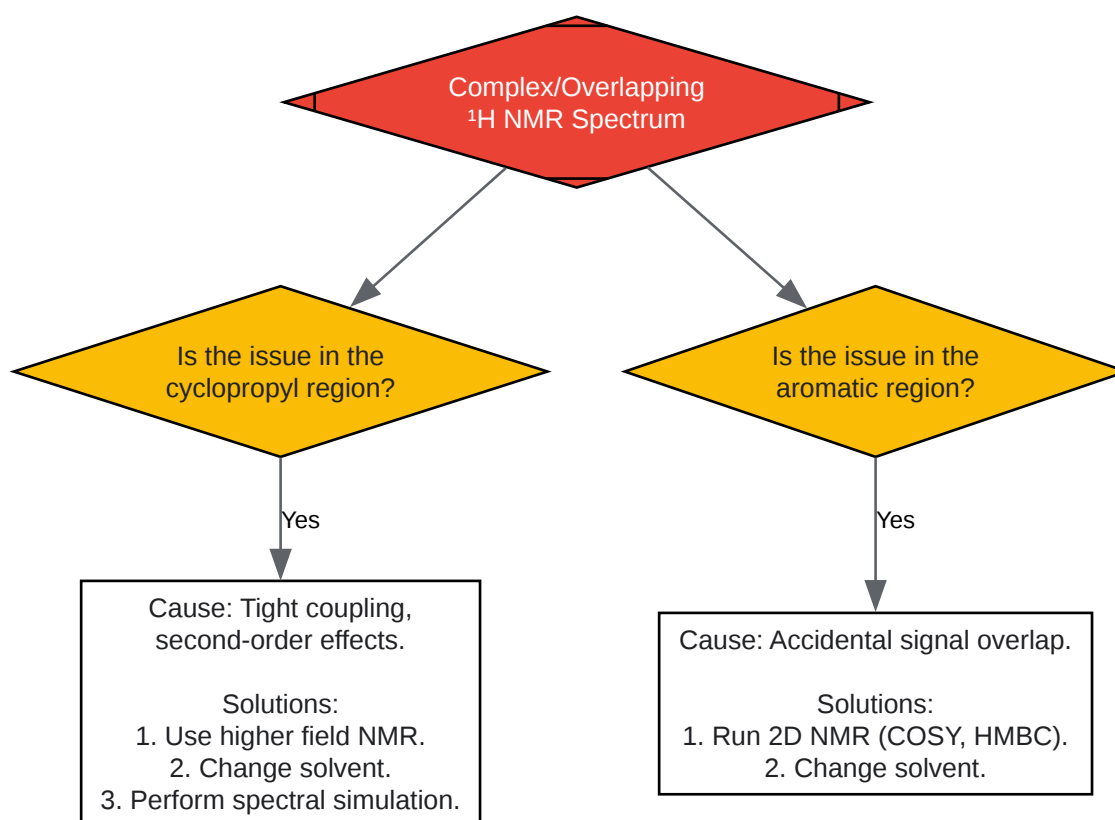 Complex/Overlapping
¹H NMR Spectrum
Is the issue in the
cyclopropyl region?
Is the issue in the
aromatic region?
Yes
Yes
Cause: Tight coupling,
second-order effects.
Solutions:
1. Use higher field NMR.
2. Change solvent.
3. Perform spectral simulation.
Cause: Accidental signal overlap.
Solutions:
1. Run 2D NMR (COSY, HMBC).
2. Change solvent.